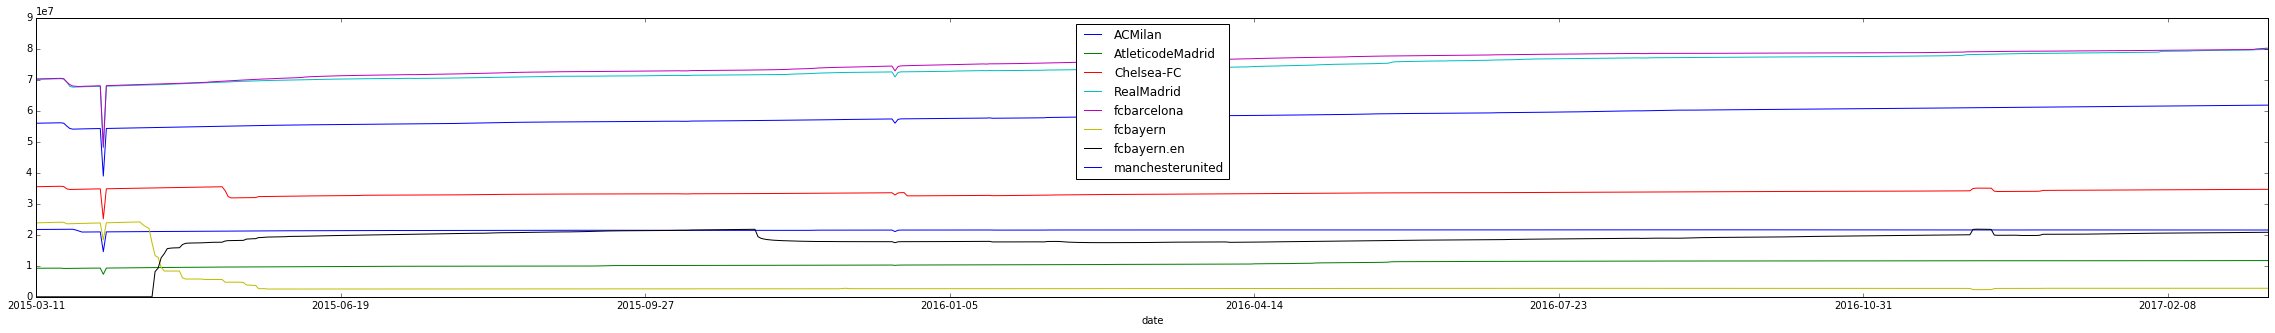 1e7
9
8
7
6
5
4
3
2
1
0
ACMilan
AtleticodeMadrid
Chelsea-FC
RealMadrid
fcbarcelona
fcbayern
fcbayern.en
manchesterunited
2015-03-11 2015-06-19 2015-09-27 2016-01-05 2016-04-14 2016-07-23 2016-10-31 2017-02-08
date